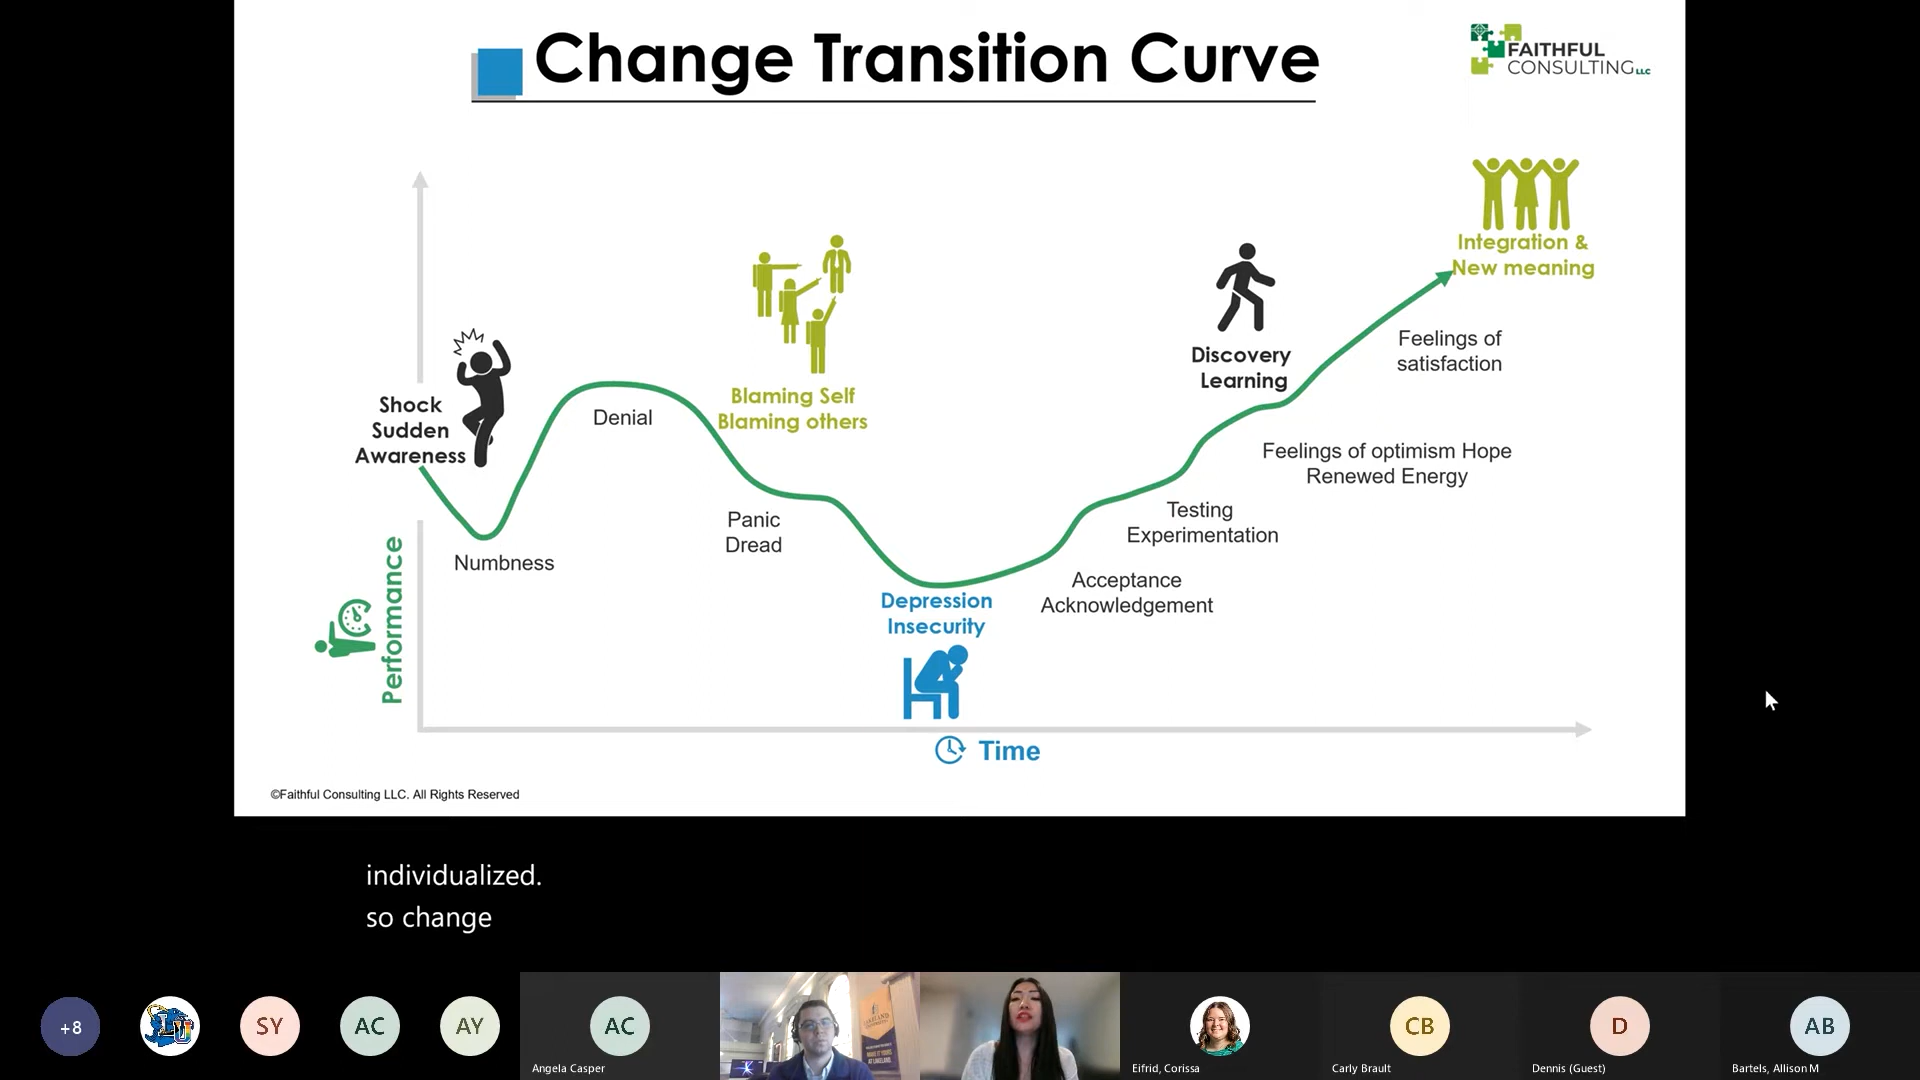 Change Transition Curve
FAITHFUL
CONSULTING LLC
Integration &
New meaning
Feelings of
satisfaction
Discovery
Learning
Blaming Self
Blaming others
Shock
Sudden
Awareness
Denial
Feelings of optimism Hope
Renewed Energy
Panic
Dread
Testing
Experimentation
Numbness
Acceptance
Acknowledgement
Depression
Insecurity
Performance
Time
©Faithful Consulting LLC. All Rights Reserved
individualized.
so change
+8
LU
SY
AC
AY
AC
CB
D
AB
Angela Casper
Eifrid, Corissa
Carly Brault
Dennis (Guest)
Bartels, Allison M